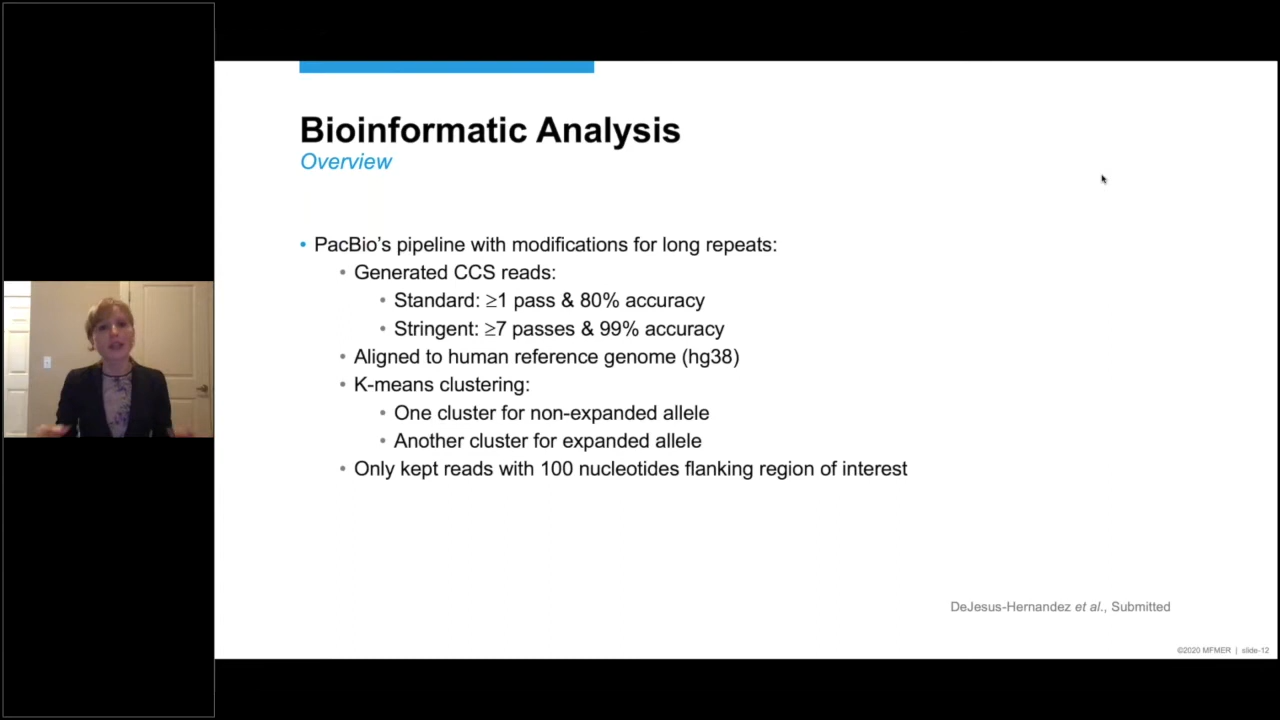 Bioinformatic Analysis
Overview
• PacBio's pipeline with modifications for long repeats:
• Generated CCS reads:
• Standard: ≥1 pass & 80% accuracy
• Stringent: ≥7 passes & 99% accuracy
• Aligned to human reference genome (hg38)
• K-means clustering:
• One cluster for non-expanded allele
• Another cluster for expanded allele
• Only kept reads with 100 nucleotides flanking region of interest
DeJesus-Hernandez et al., Submitted
©2020 MFMER | slide-12